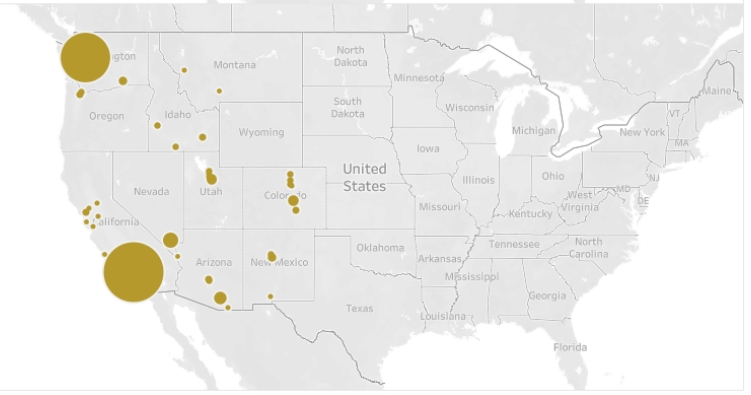 ngton
Montana
North
Dakota
Minnesota
Maine
Oregon
Idaho
South
Dakota
Wisconsin
VT
Wyoming
Michigan
New York
MA
Iowa
Nevada
Utah
Colorado
United
States
Illinois
Ohio
NJ
Missouri
West
Virginia
MD
DE
Kentucky
alifornia
Arizona
New Mexico
Oklahoma
Arkansas
Tennessee
North
Carolina
Mississippi
Texas
Louisiana
Georgia
Florida